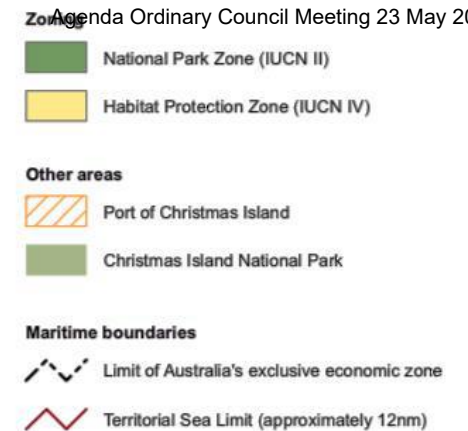 Zoning
Agenda Ordinary Council Meeting 23 May 20
National Park Zone (IUCN II)
Habitat Protection Zone (IUCN IV)
Other areas
Port of Christmas Island
Christmas Island National Park
Maritime boundaries
Limit of Australia's exclusive economic zone
Territorial Sea Limit (approximately 12nm)